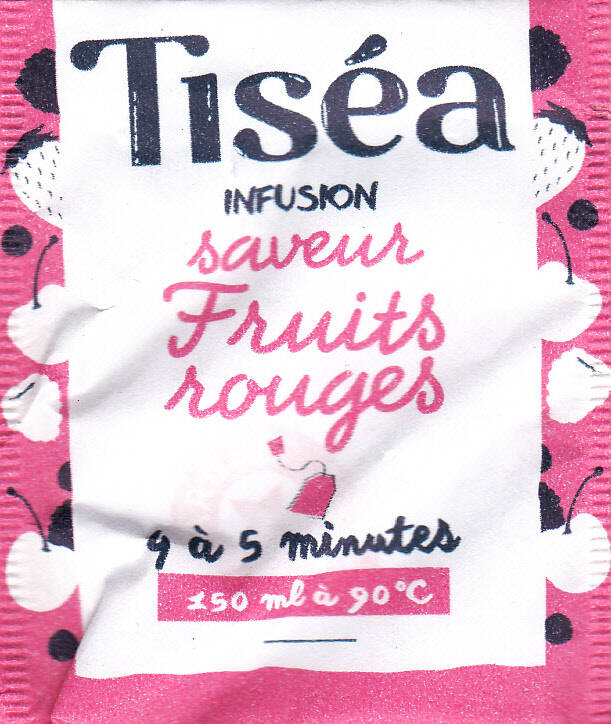 Tiséa
INFUSION
saveur
Fruits
rouges
4 à 5 minutes
150 ml à 90°C